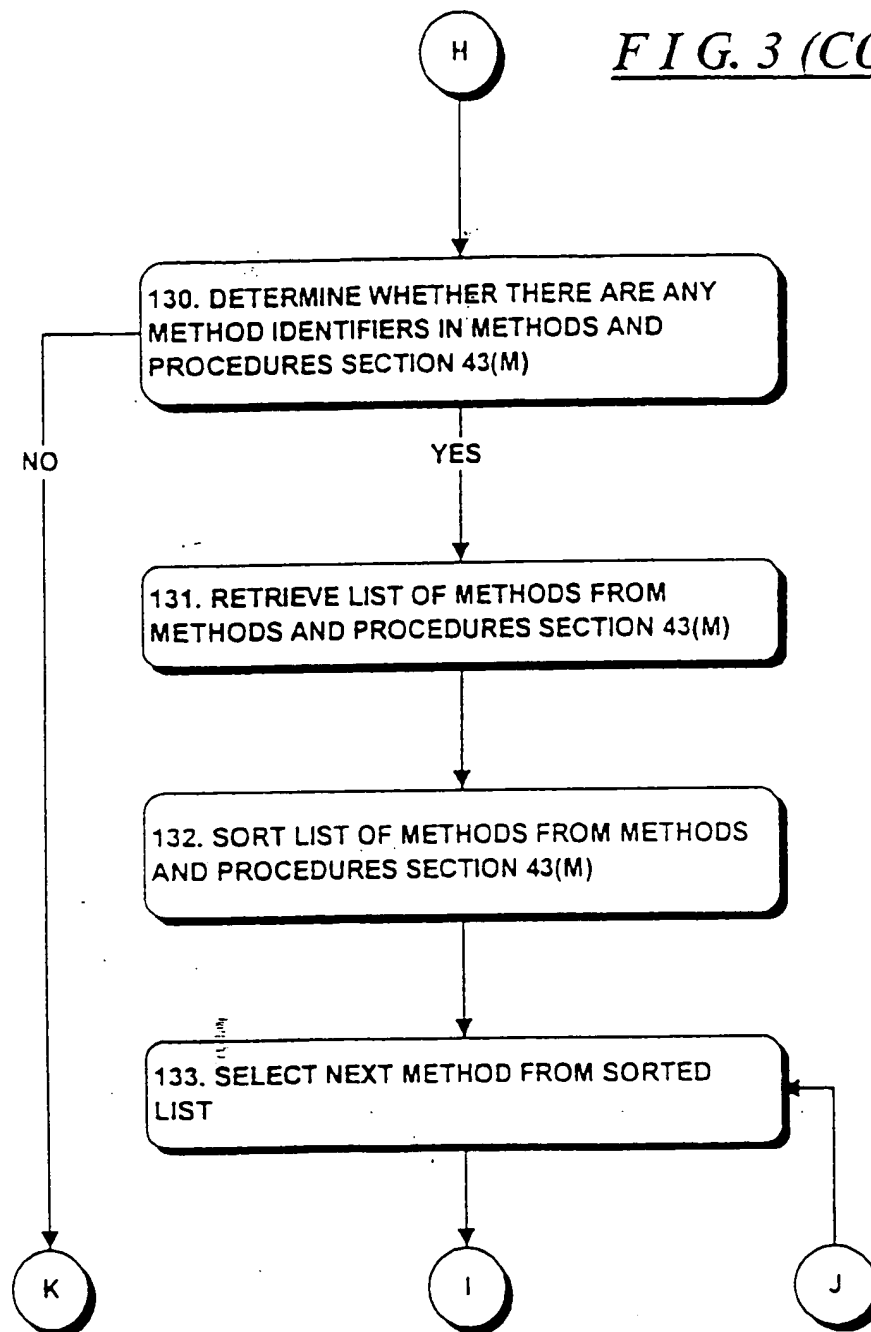 H
F I G. 3 (CO
130. DETERMINE WHETHER THERE ARE ANY
METHOD IDENTIFIERS IN METHODS AND
PROCEDURES SECTION 43(M)
NO
YES
131. RETRIEVE LIST OF METHODS FROM
METHODS AND PROCEDURES SECTION 43(M)
132. SORT LIST OF METHODS FROM METHODS
AND PROCEDURES SECTION 43(M)
133. SELECT NEXT METHOD FROM SORTED
LIST
K
I
J